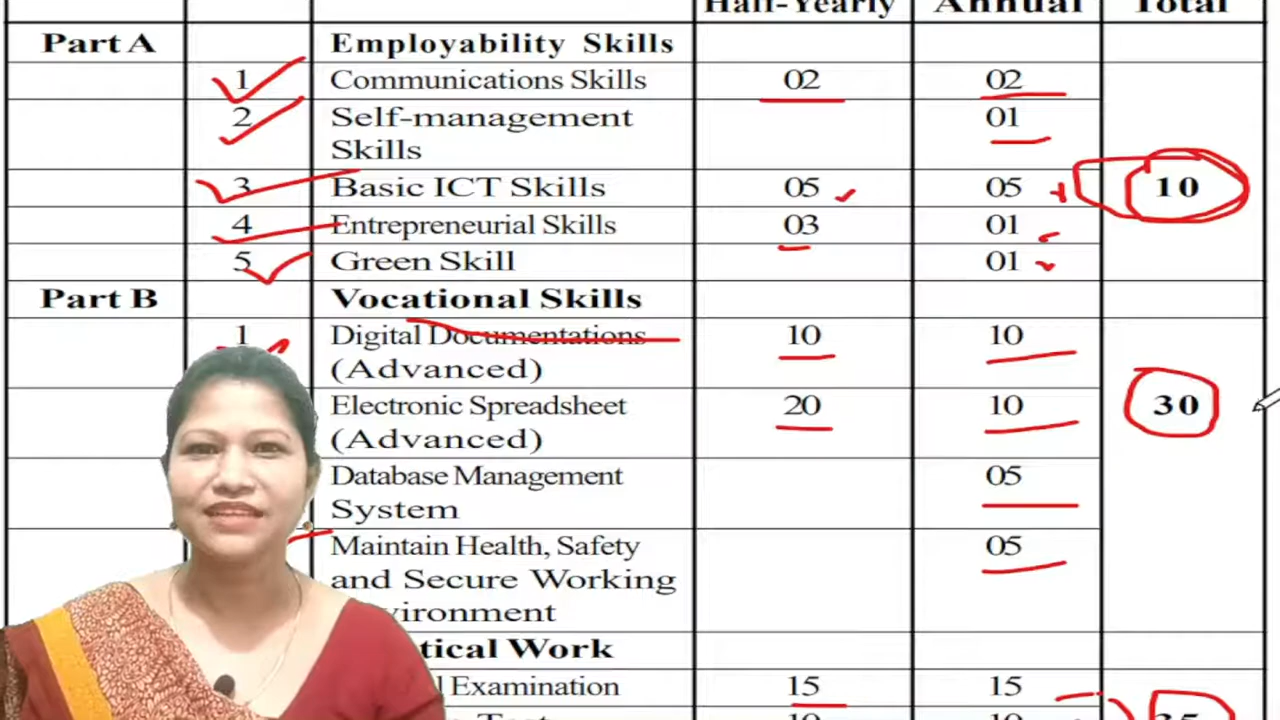 Half-Yearly Annual Total
Part A Employability Skills
1 Communications Skills 02 02
2 Self-management 01
Skills
3 Basic ICT Skills 05 05 10
4 Entrepreneurial Skills 03 01
5 Green Skill 01
Part B Vocational Skills
1 Digital Documentations 10 10
(Advanced)
Electronic Spreadsheet 20 10 30
(Advanced)
Database Management 05
System
Maintain Health, Safety 05
and Secure Working
vironment
tical Work
Examination 15 15